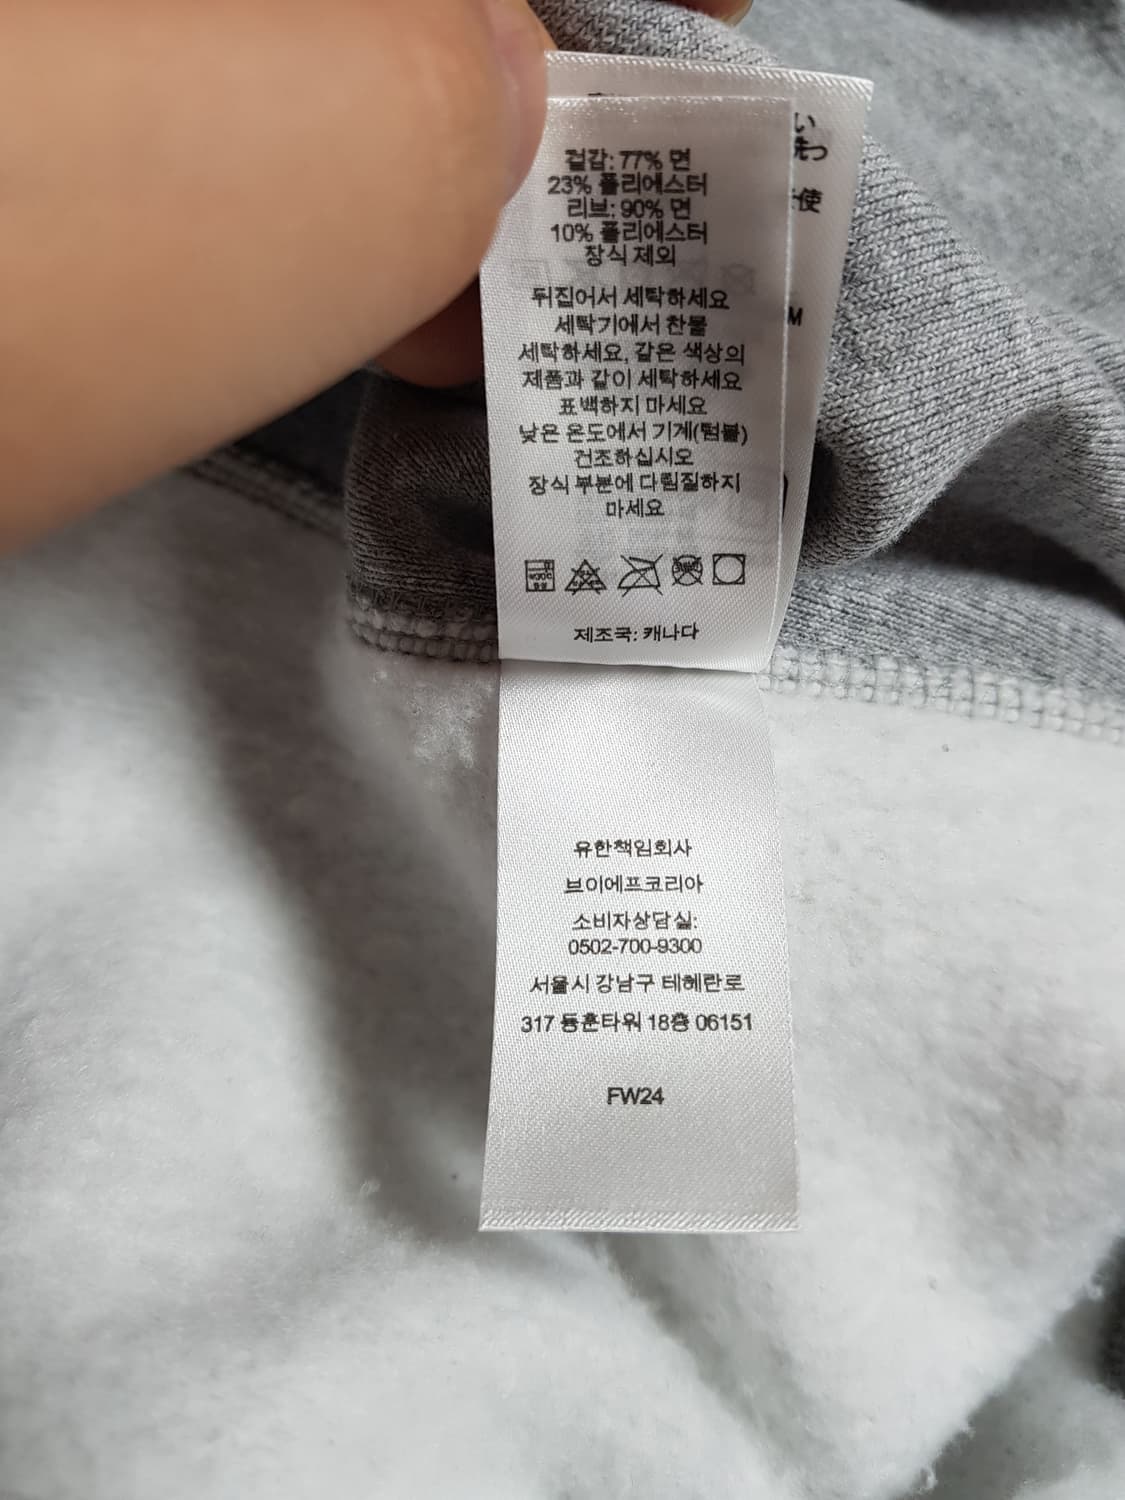 겉감: 77% 면
23% 폴리에스터
리브: 90% 면
10% 폴리에스터
장식 제외
뒤집어서 세탁하세요
세탁기에서 찬물
세탁하세요, 같은 색상의
제품과 같이 세탁하세요
표백하지 마세요
낮은 온도에서 기계(텀블)
건조하십시오
장식 부분에 다림질하지
마세요
제조국: 캐나다
유한책임회사
브이에프코리아
소비자상담실:
0502-700-9300
서울시 강남구 테헤란로
317 동훈타워 18층 06151
FW24
い
洗つ
使
M